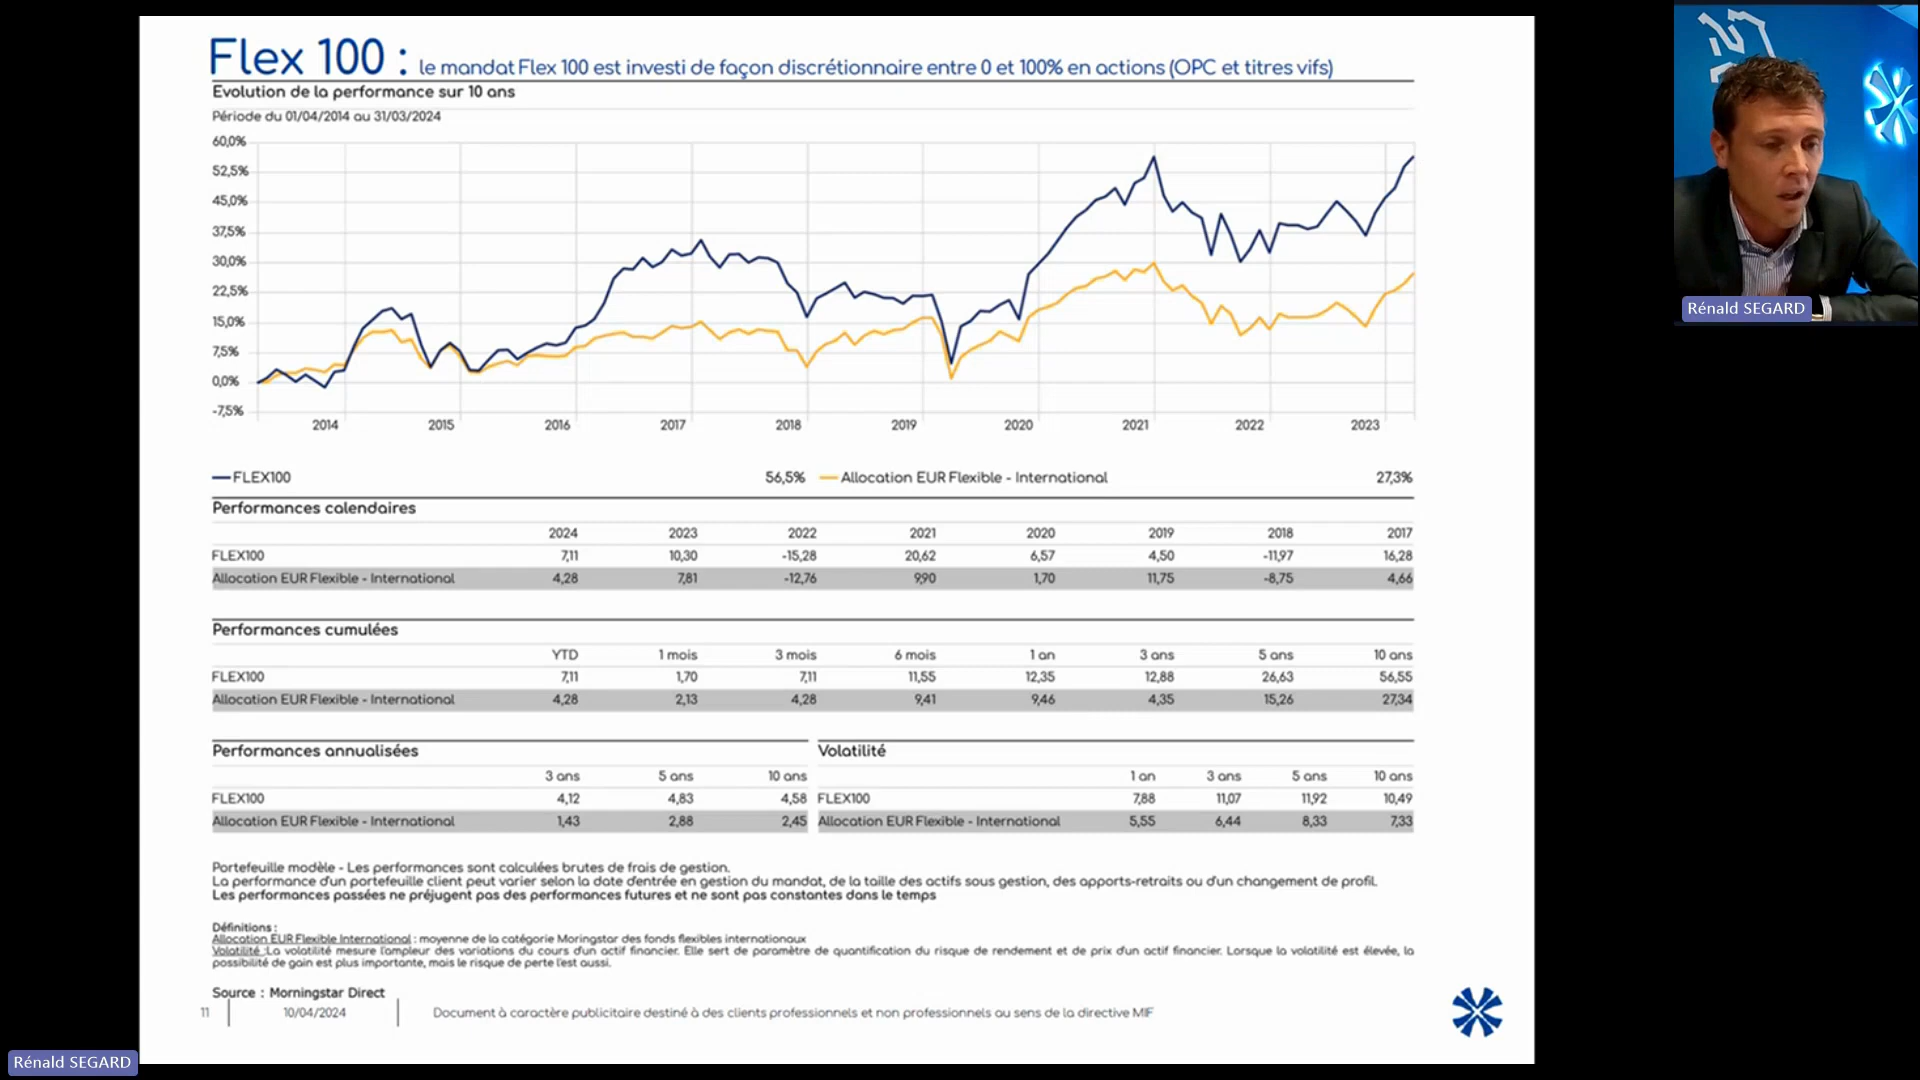 Flex 100 : le mandat Flex 100 est investi de façon discrétionnaire entre 0 et 100% en actions (OPC et titres vifs)
Evolution de la performance sur 10 ans
Période du 01/04/2014 au 31/03/2024
60,0%
52,5%
45,0%
37,5%
30,0%
22,5%
15,0%
7,5%
0,0%
-7,5%
2014 2015 2016 2017 2018 2019 2020 2021 2022 2023
FLEX100 56,5% Allocation EUR Flexible - International 27,3%
Performances calendaires
2024 2023 2022 2021 2020 2019 2018 2017
FLEX100 7,11 10,30 -15,28 20,62 6,57 4,50 -11,97 16,28
Allocation EUR Flexible - International 4,28 7,81 -12,76 9,90 1,70 11,75 -8,75 4,66
Performances cumulées
YTD 1 mois 3 mois 6 mois 1 an 3 ans 5 ans 10 ans
FLEX100 7,11 1,70 7,11 11,55 12,35 12,88 26,63 56,55
Allocation EUR Flexible - International 4,28 2,13 4,28 9,41 9,46 4,35 15,26 27,34
Performances annualisées
3 ans 5 ans 10 ans
FLEX100 4,12 4,83 4,58
Allocation EUR Flexible - International 1,43 2,88 2,45
Volatilité
1 an 3 ans 5 ans 10 ans
FLEX100 7,88 11,07 11,92 10,49
Allocation EUR Flexible - International 5,55 6,44 8,33 7,33
Portefeuille modèle - Les performances sont calculées brutes de frais de gestion.
La performance d'un portefeuille client peut varier selon la date d'entrée en gestion du mandat, de la taille des actifs sous gestion, des apports-retraits ou d'un changement de profil.
Les performances passées ne préjugent pas des performances futures et ne sont pas constantes dans le temps
Définitions :
Allocation EUR Flexible International : moyenne de la catégorie Morningstar des fonds flexibles internationaux
Volatilité :La volatilité mesure l'ampleur des variations du cours d'un actif financier. Elle sert de paramètre de quantification du risque de rendement et de prix d'un actif financier. Lorsque la volatilité est élevée, la
possibilité de gain est plus importante, mais le risque de perte l'est aussi.
Source : Morningstar Direct
11 10/04/2024 Document à caractère publicitaire destiné à des clients professionnels et non professionnels au sens de la directive MIF
Rénald SEGARD
Rénald SEGARD